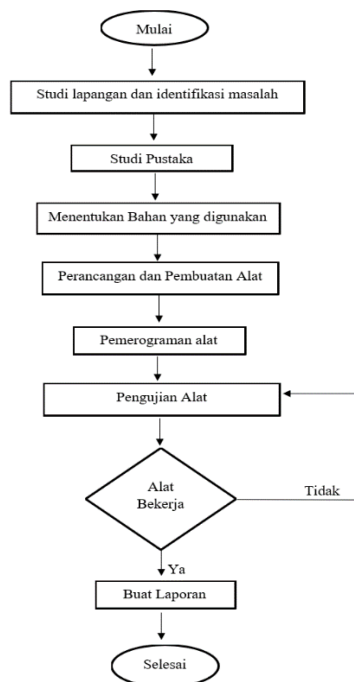 Mulai
Studi lapangan dan identifikasi masalah
Studi Pustaka
Menentukan Bahan yang digunakan
Perancangan dan Pembuatan Alat
Pemerograman alat
Pengujian Alat
Alat
Bekerja
Tidak
Ya
Buat Laporan
Selesai